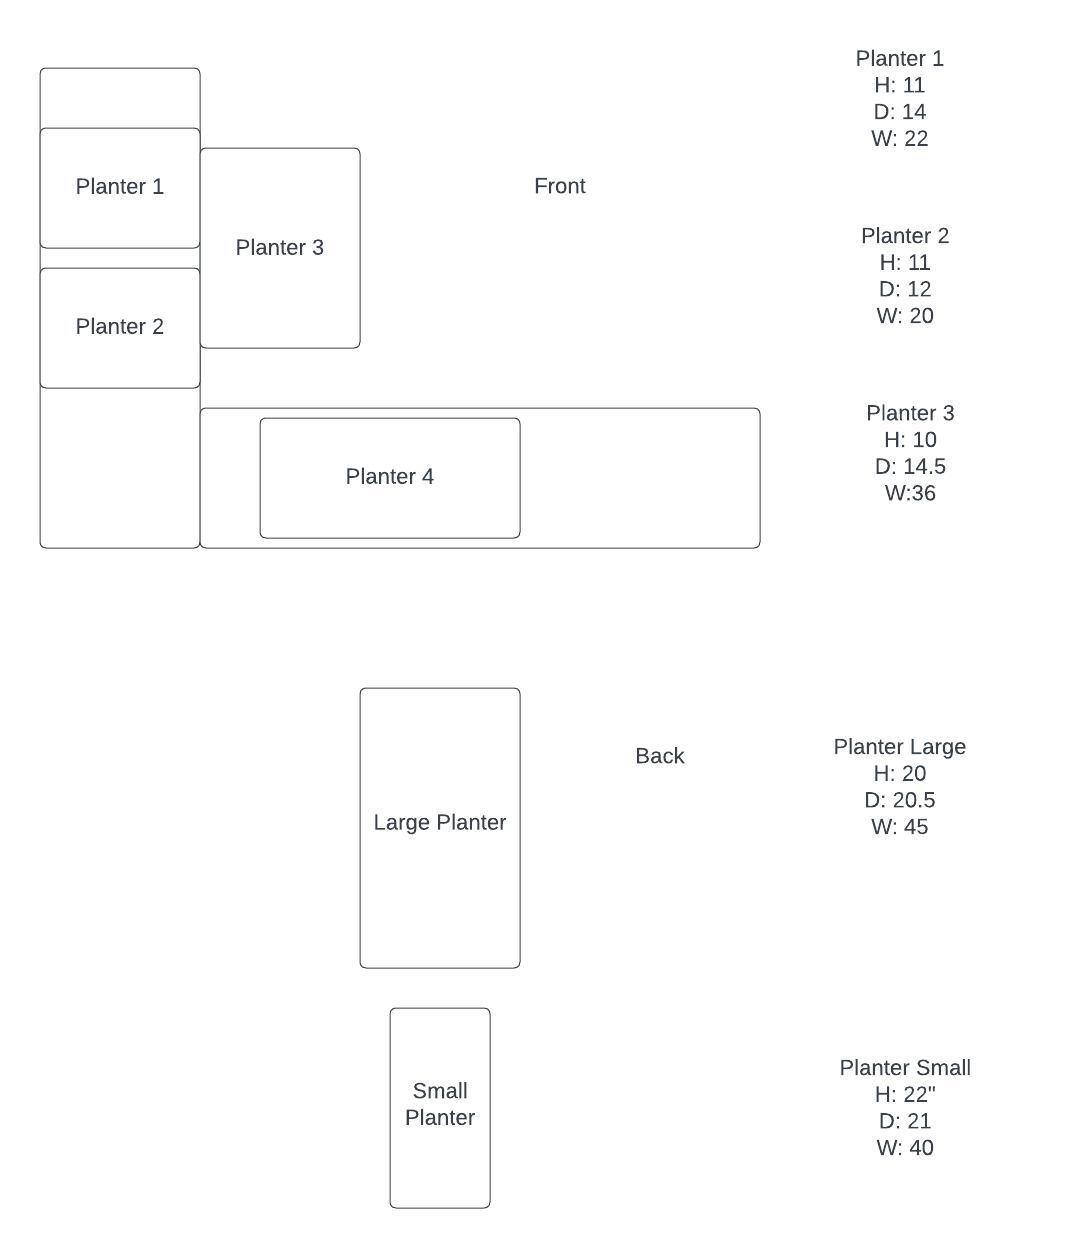 Planter 1
H: 11
D: 14
W: 22
Planter 1
Front
Planter 3
Planter 2
H: 11
D: 12
W: 20
Planter 2
Planter 3
H: 10
D: 14.5
W:36
Planter 4
Back
Planter Large
H: 20
D: 20.5
W: 45
Large Planter
Small
Planter
Planter Small
H: 22"
D: 21
W: 40